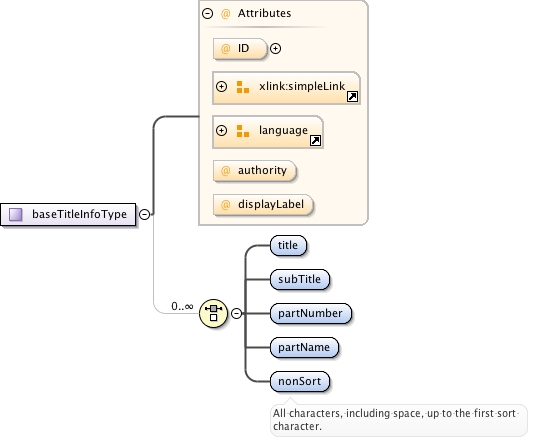 Attributes
@ ID
xlink:simpleLink
language
@ authority
@ displayLabel
baseTitleInfoType
0..∞
title
subTitle
partNumber
partName
nonSort
All characters, including space, up to the first sort
character.